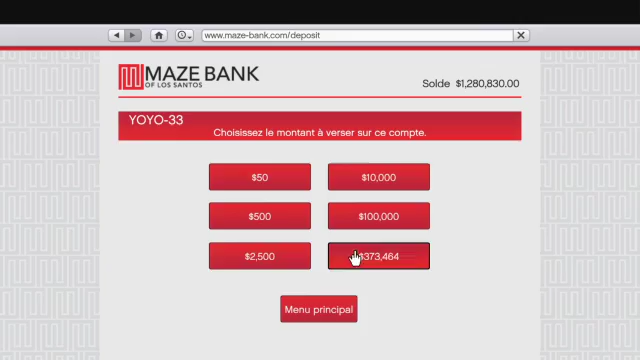 www.maze-bank.com/deposit
MAZE BANK
OF LOS SANTOS
Solde $1,280,830.00
YOYO-33
Choisissez le montant à verser sur ce compte.
$50
$10,000
$500
$100,000
$2,500
$373,464
Menu principal